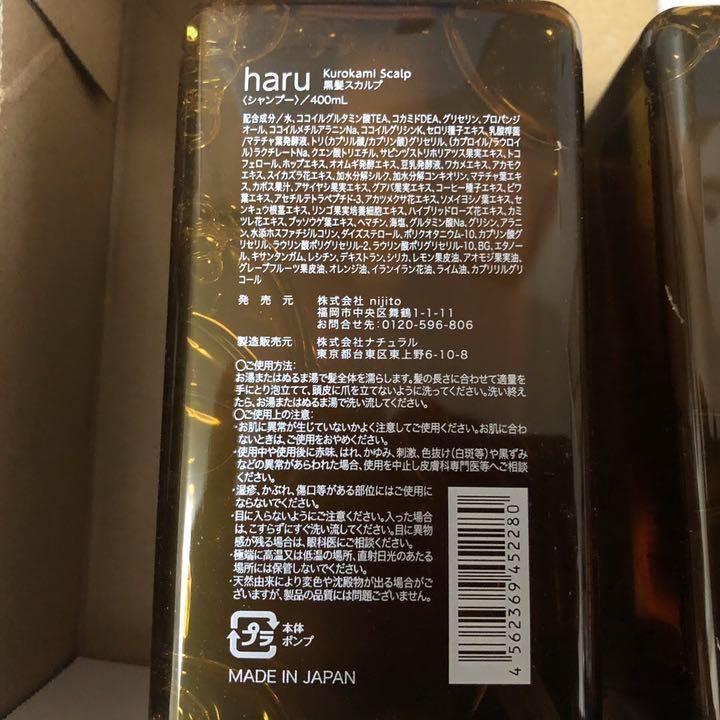 haru Kurokami Scalp
黒髪スカルプ
〈シャンプー〉／400mL
配合成分／水、ココイルグルタミン酸TEA、コカミドDEA、グリセリン、プロパンジ
オール、ココイルメチルアラニンNa、ココイルグリシンK、セロリ種子エキス、乳酸桿菌
/マテチャ葉発酵液、トリ(カプリル酸/カプリン酸)グリセリル、(カプロイル/ラウロイ
ル)ラクチレートNa、クエン酸トリエチル、サピンヅストリホリアツス果実エキス、トコ
フェロール、ホップエキス、オオムギ発酵エキス、豆乳発酵液、ワカメエキス、アカヤジオウ根エキス
ス、スイカズラ花エキス、加水分解シルク、加水分解コンキオリン、マテチャ葉エキス、
カボス果汁、アサイヤシ果実エキス、グアバ果実エキス、コーヒー種子エキス、ビワ
葉エキス、アセチルテトラペプチド-3、アカツメクサ花エキス、ソメイヨシノ葉エキス、セ
ンキュウ根茎エキス、リンゴ果実培養細胞エキス、ハイブリッドローズ花エキス、カミ
ツレ花エキス、ブッソウゲ葉エキス、ヘマチン、海塩、グルタミン酸Na、グリシン、アラニ
ン、水添ホスファチジルコリン、ダイズステロール、ポリクオタニウム-10、カプリン酸グ
リセリル、ラウリン酸ポリグリセリル-2、ラウリン酸ポリグリセリル-10、BG、エタノー
ル、キサンタンガム、レシチン、デキストラン、シリカ、レモン果皮油、アオモジ果実油、
グレープフルーツ果皮油、オレンジ油、イランイラン花油、ライム油、カプリリルグリ
コール
発売元 株式会社 nijito
福岡市中央区舞鶴1-1-11
お問合せ先：0120-596-806
製造販売元 株式会社ナチュラル
東京都台東区東上野6-10-8
〇ご使用方法：
お湯またはぬるま湯で髪全体を濡らします。髪の長さに合わせて適量を
手にとり泡立てて、頭皮に爪を立てないように洗ってください。洗い終え
たら、お湯またはぬるま湯で洗い流してください。
〇ご使用上の注意：
・お肌に異常が生じていないかよく注意してご使用ください。お肌に合わ
ないときは、ご使用をおやめください。
・使用中や使用後に赤味、はれ、かゆみ、刺激、色抜け(白斑等)や黒ずみ
などの異常があらわれた場合、使用を中止し皮膚科専門医等へご相談
ください。
・湿疹、かぶれ、傷口等がある部位にはご使用に
ならないでください。
・目に入らないようにご注意ください。入った場合
は、こすらずにすぐ洗い流してください。目に異物
感が残る場合は、眼科医にご相談ください。
・極端に高温又は低温の場所、直射日光のあたる
場所には保管しないでください。
・天然由来により変色や沈殿物が出る場合がご
ざいますが、製品の品質には問題ございません。
プラ 本体
ポンプ
MADE IN JAPAN
4 562369 452280